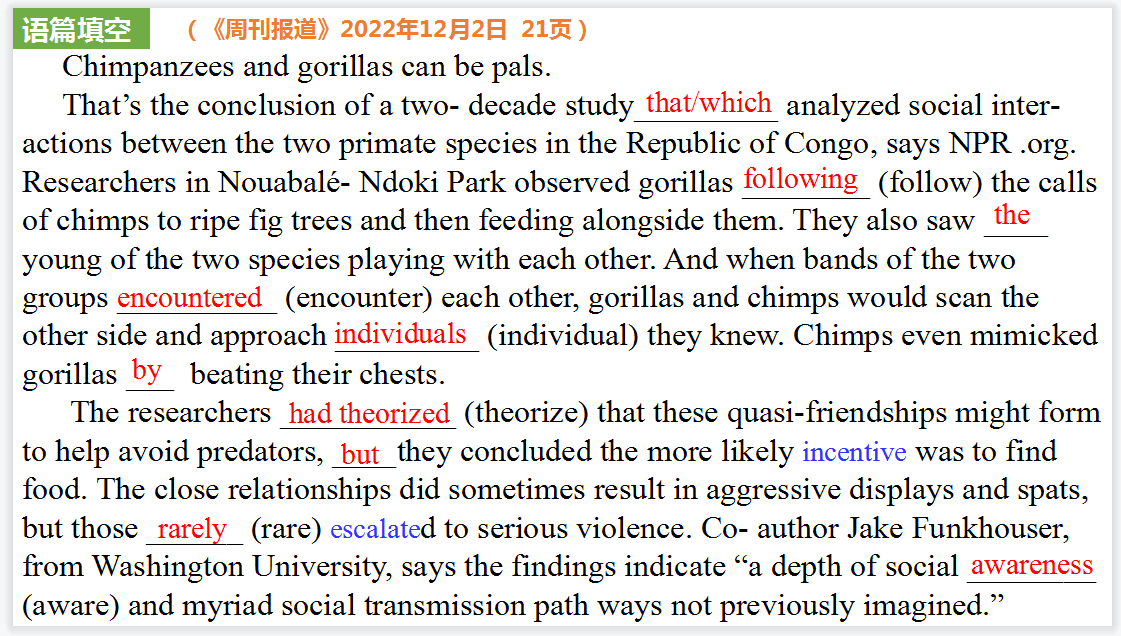 语篇填空 （《周刊报道》2022年12月2日 21页）
Chimpanzees and gorillas can be pals.
That’s the conclusion of a two- decade study that/which analyzed social inter-
actions between the two primate species in the Republic of Congo, says NPR .org.
Researchers in Nouabalé- Ndoki Park observed gorillas following (follow) the calls
of chimps to ripe fig trees and then feeding alongside them. They also saw the
young of the two species playing with each other. And when bands of the two
groups encountered (encounter) each other, gorillas and chimps would scan the
other side and approach individuals (individual) they knew. Chimps even mimicked
gorillas by beating their chests.
The researchers had theorized (theorize) that these quasi-friendships might form
to help avoid predators, but they concluded the more likely incentive was to find
food. The close relationships did sometimes result in aggressive displays and spats,
but those rarely (rare) escalated to serious violence. Co- author Jake Funkhouser,
from Washington University, says the findings indicate “a depth of social awareness
(aware) and myriad social transmission path ways not previously imagined.”